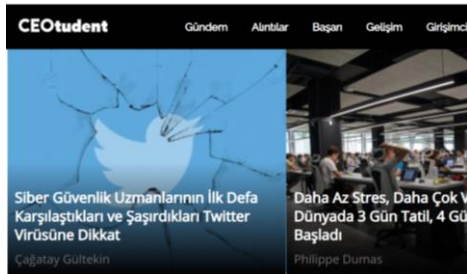 CEOtudent
Gündem Alıntılar Başarı Gelişim
Siber Güvenlik Uzmanlarının İlk Defa
Karşılaştıkları ve Şaşırdıkları Twitter
Virüsüne Dikkat
Çağatay Gültekin
Daha Az Stres, Daha Çok
Dünyada 3 Gün Tatil, 4
Başladı
Philippe Dumas